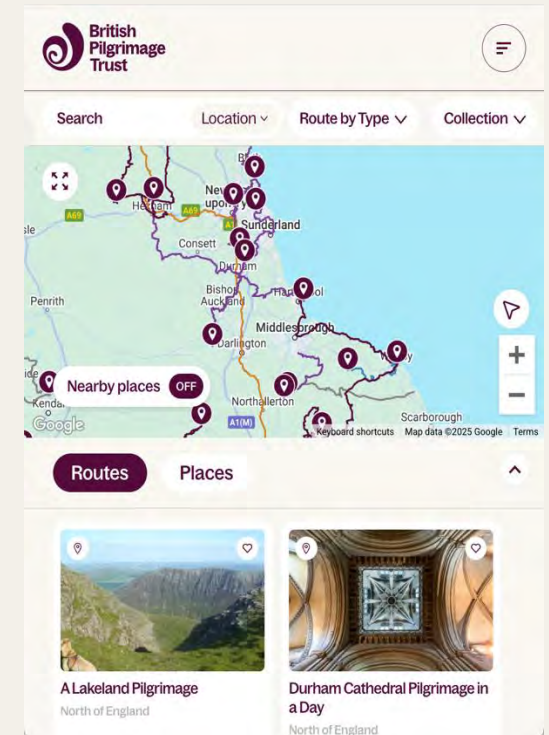 British
Pilgrimage
Trust
Search
Location
Route by Type
Collection
A69
A69
A1
Sunderland
Consett
Durham
Bishop
Auckland
Penrith
Middlesbrough
Darlington
Nearby places OFF
Northallerton
A1(M)
Scarborough
Google
Keyboard shortcuts Map data ©2025 Google Terms
Routes
Places
A Lakeland Pilgrimage
North of England
Durham Cathedral Pilgrimage in
a Day
North of England